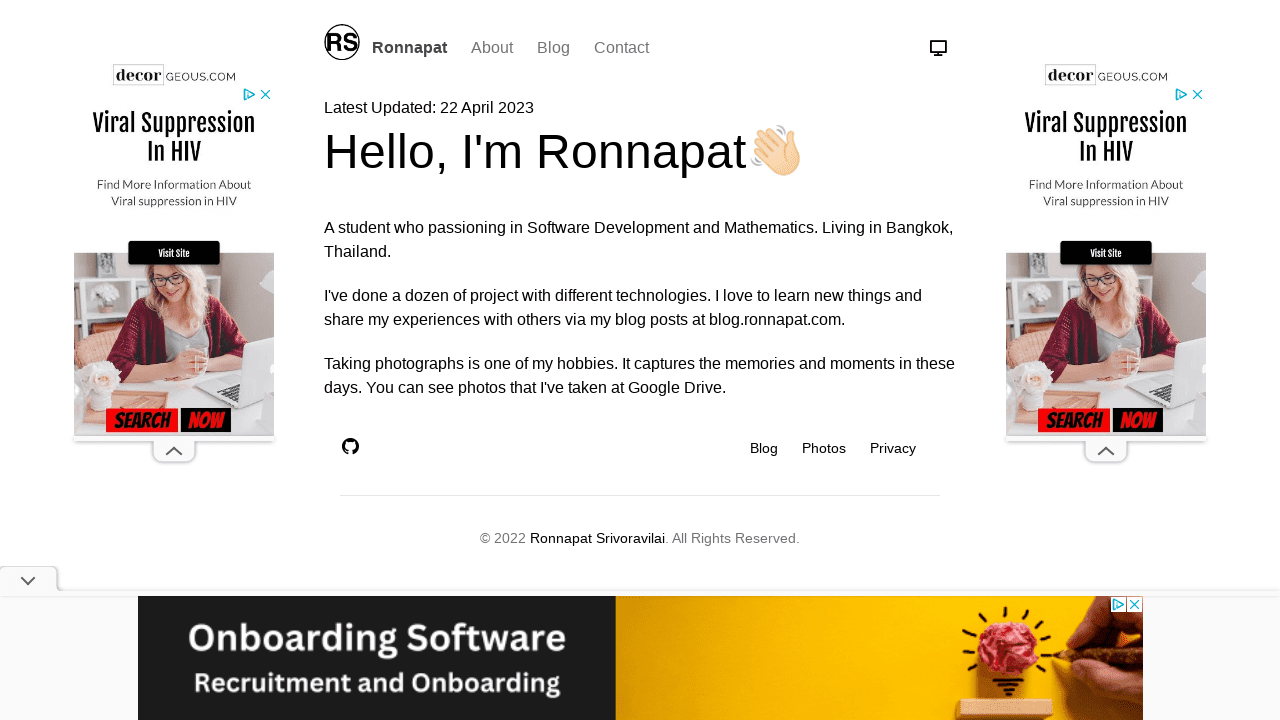 RS
Ronnapat About Blog Contact
decorgeous.com
Viral Suppression
In HIV
Find More Information About
Viral suppression in HIV
Visit Site
SEARCH NOW
Latest Updated: 22 April 2023
Hello, I'm Ronnapat👋🏻
A student who passioning in Software Development and Mathematics. Living in Bangkok,
Thailand.
I've done a dozen of project with different technologies. I love to learn new things and
share my experiences with others via my blog posts at blog.ronnapat.com.
Taking photographs is one of my hobbies. It captures the memories and moments in these
days. You can see photos that I've taken at Google Drive.
Blog Photos Privacy
© 2022 Ronnapat Srivoravilai. All Rights Reserved.
decorgeous.com
Viral Suppression
In HIV
Find More Information About
Viral suppression in HIV
Visit Site
SEARCH NOW
Onboarding Software
Recruitment and Onboarding